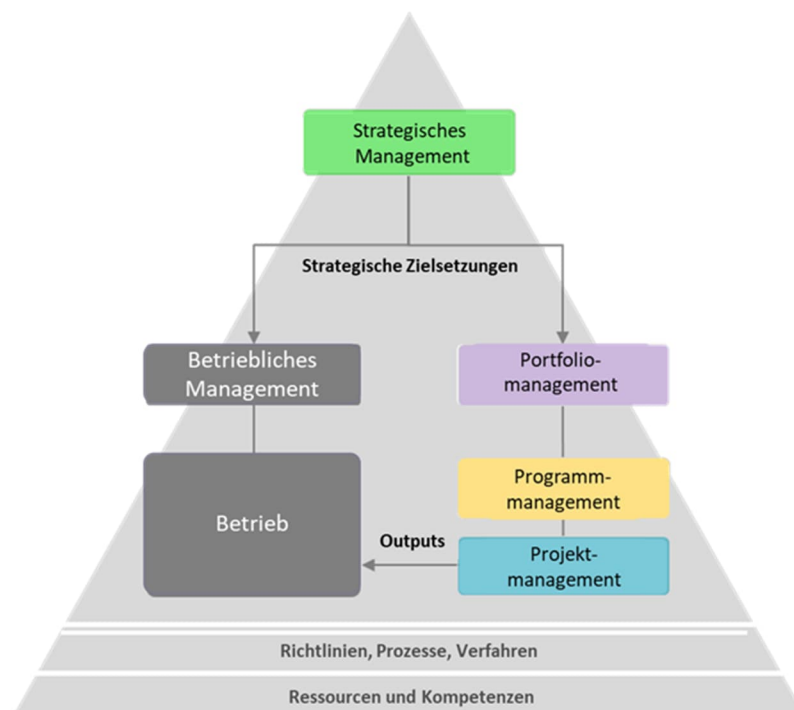 Strategisches
Management
Strategische Zielsetzungen
Betriebliches
Management
Portfolio-
management
Betrieb
Programm-
management
Outputs
Projekt-
management
Richtlinien, Prozesse, Verfahren
Ressourcen und Kompetenzen